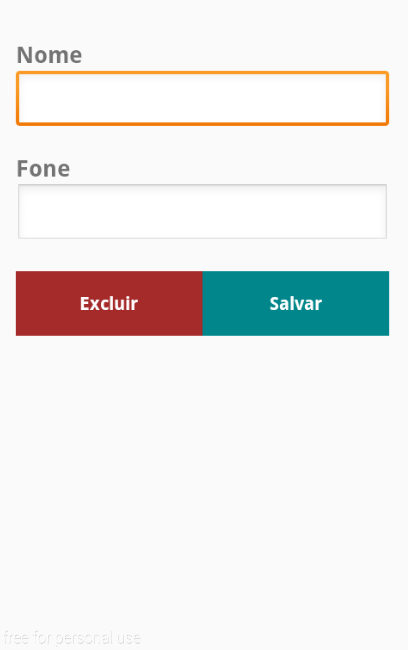 Nome
Fone
Excluir
Salvar
free for personal use